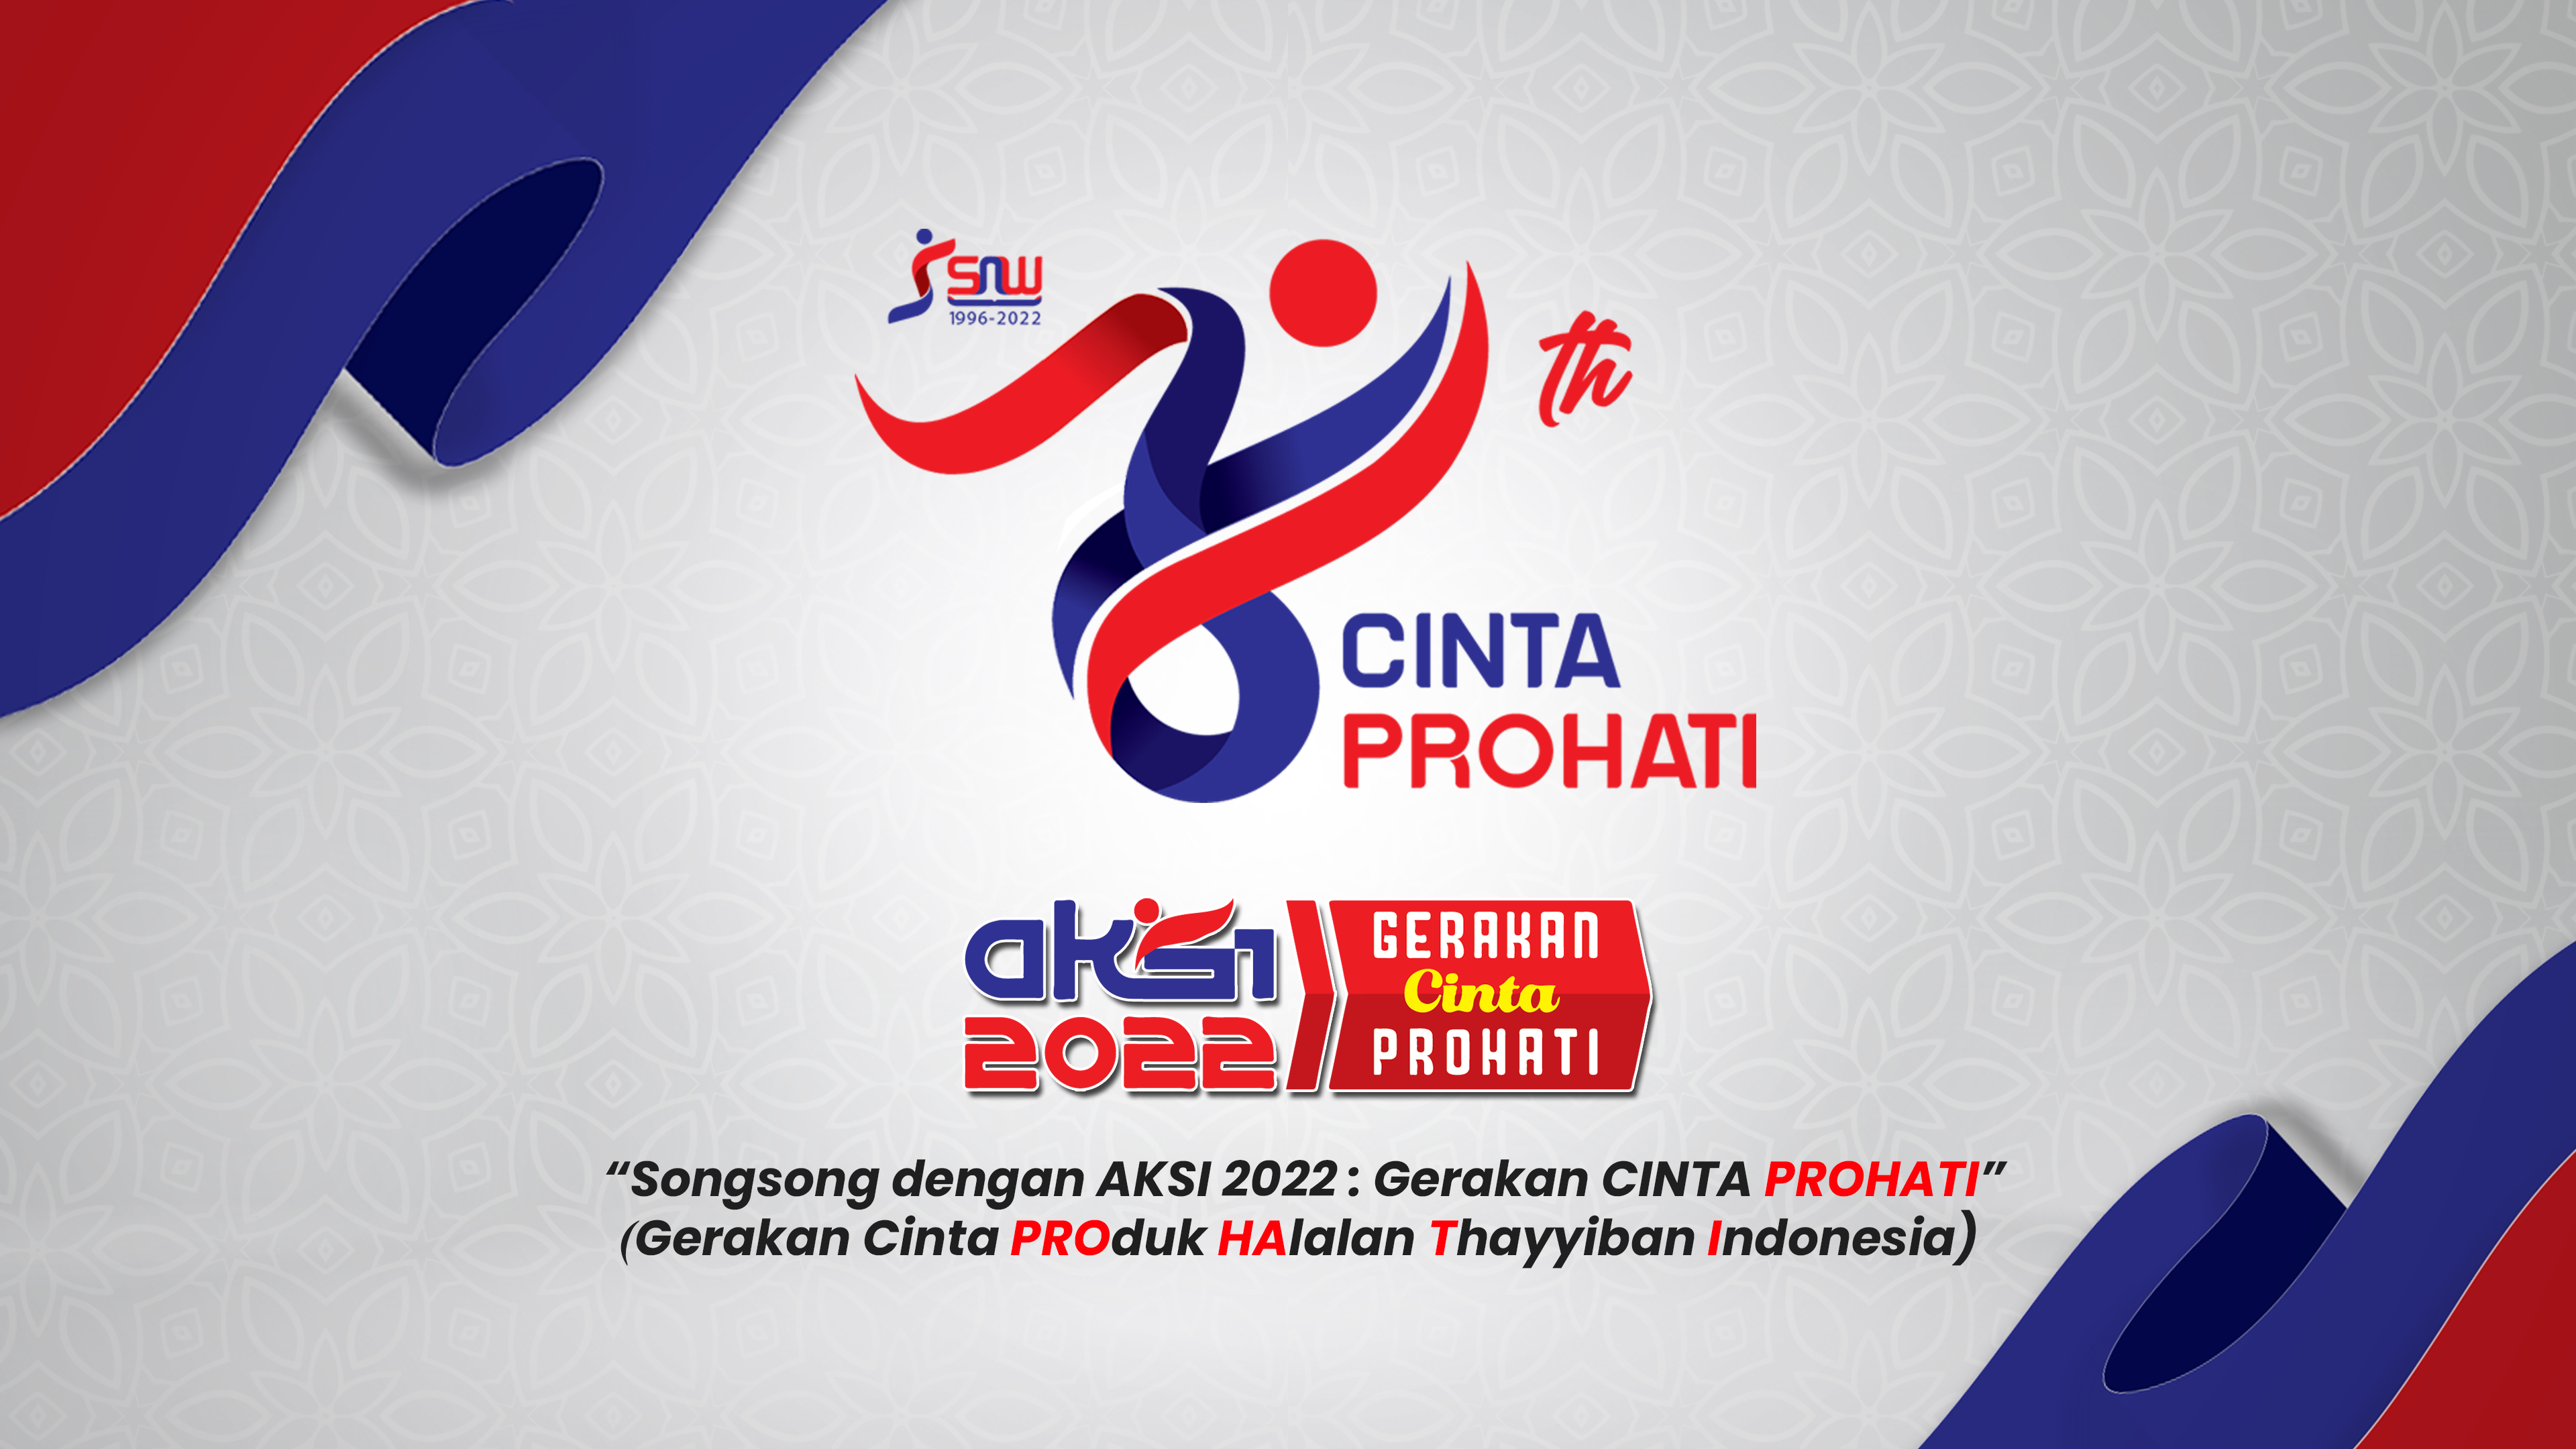 SNW
1996-2022
26 th
CINTA
PROHATI
aksi
2022
GERAKAN
Cinta
PROHATI
“Songsong dengan AKSI 2022 : Gerakan CINTA PROHATI”
(Gerakan Cinta PROduk HAlalan Thayyiban Indonesia)